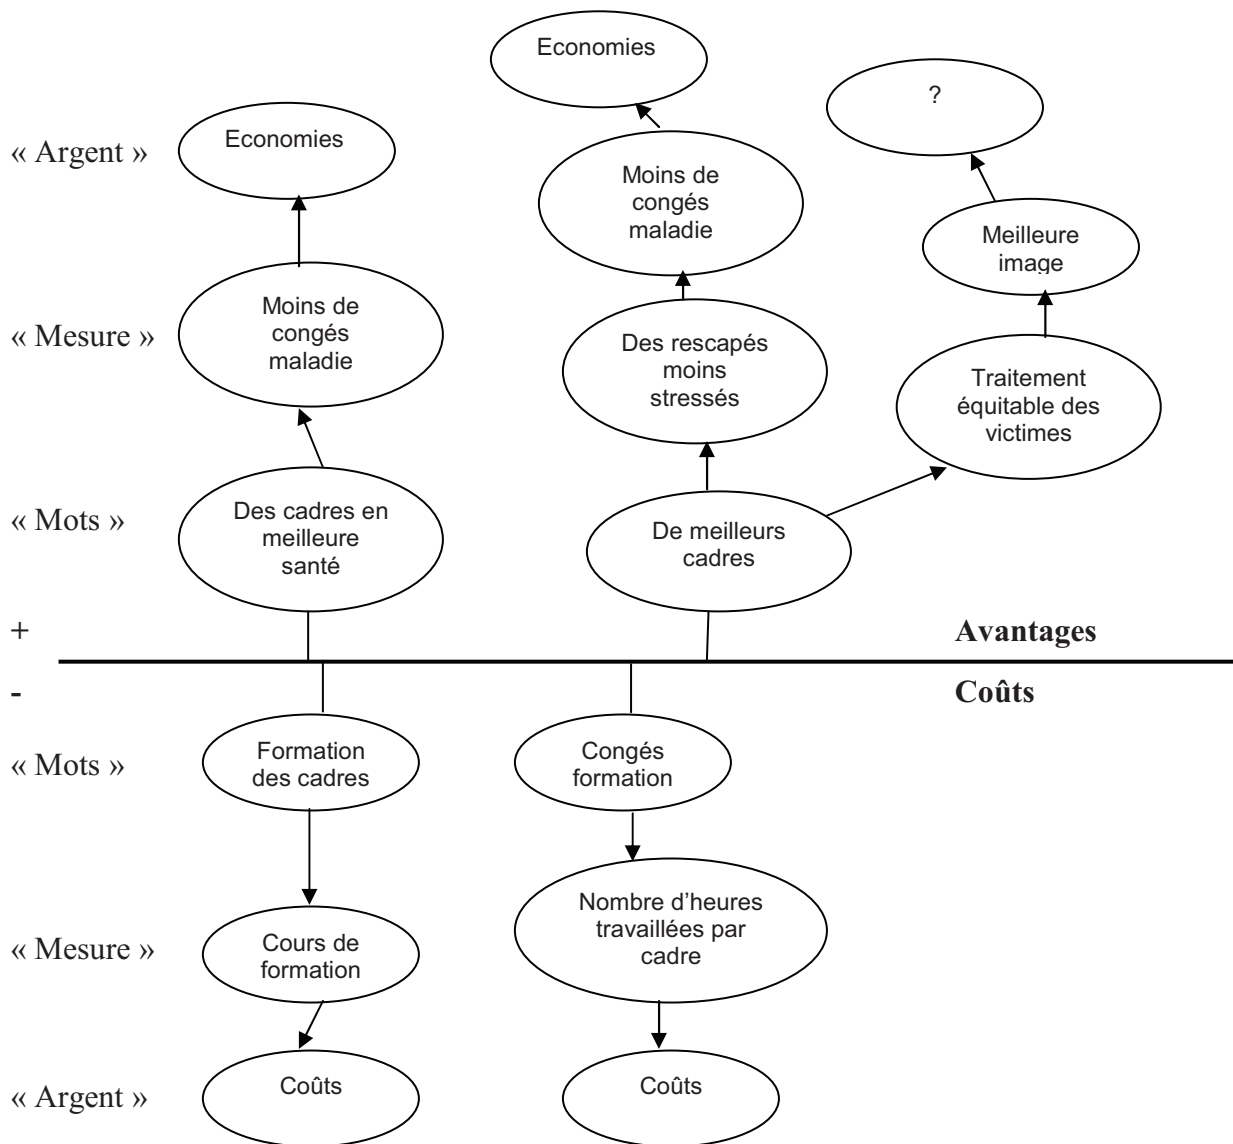 Economies
?
« Argent »
Economies
Moins de
congés
maladie
Meilleure
image
« Mesure »
Moins de
congés
maladie
Des rescapés
moins
stressés
Traitement
équitable des
victimes
« Mots »
Des cadres en
meilleure
santé
De meilleurs
cadres
+
Avantages
-
Coûts
« Mots »
Formation
des cadres
Congés
formation
« Mesure »
Cours de
formation
Nombre d’heures
travaillées par
cadre
« Argent »
Coûts
Coûts